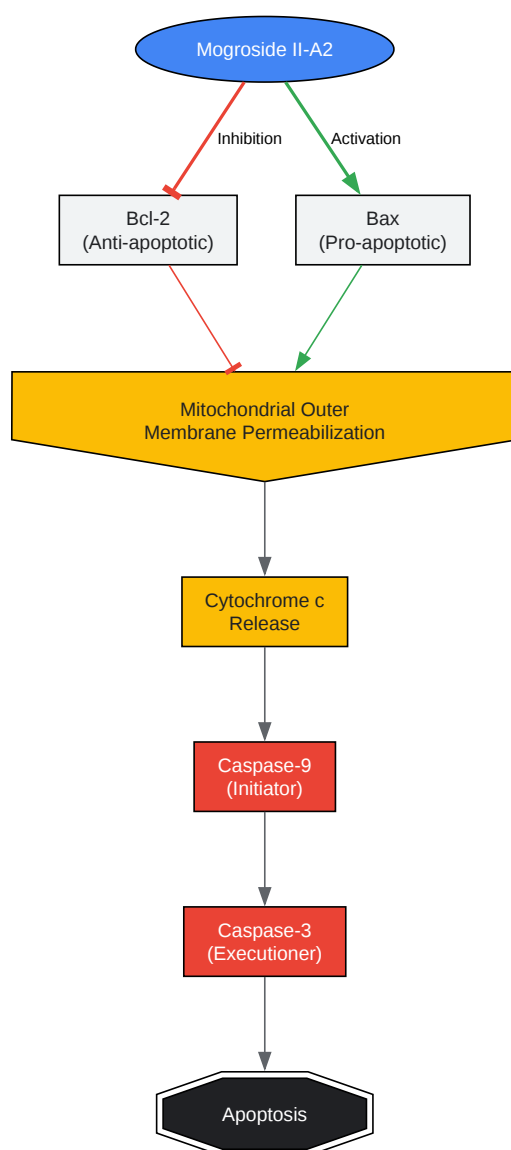 Mogroside II-A2
Inhibition
Activation
Bcl-2
(Anti-apoptotic)
Bax
(Pro-apoptotic)
Mitochondrial Outer
Membrane Permeabilization
Cytochrome c
Release
Caspase-9
(Initiator)
Caspase-3
(Executioner)
Apoptosis